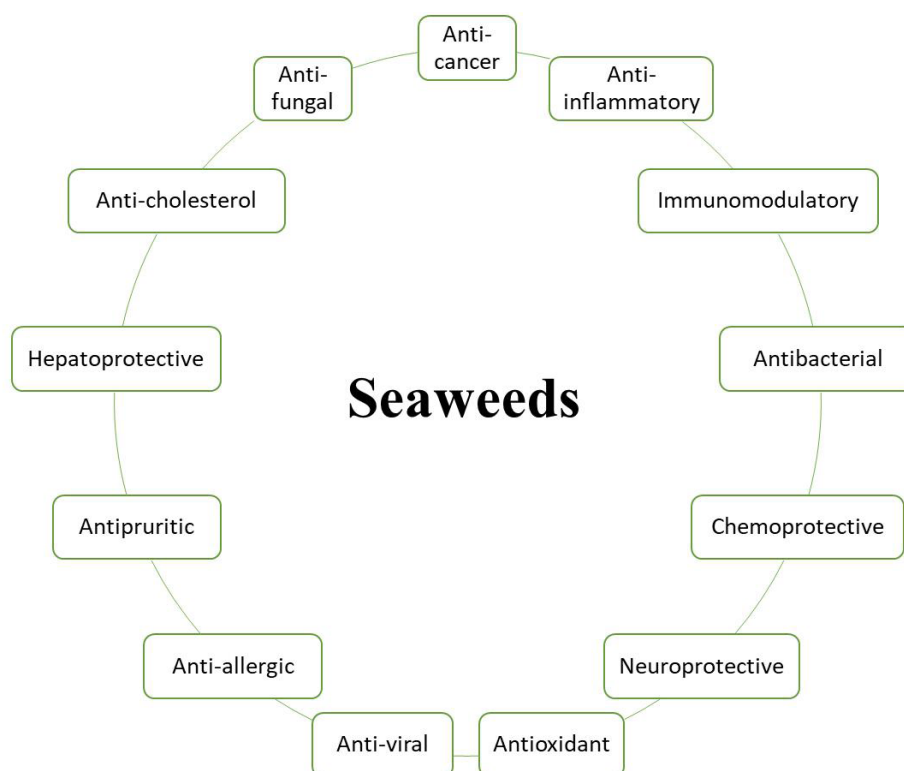 Anti-
cancer
Anti-
inflammatory
Immunomodulatory
Antibacterial
Chemoprotective
Neuroprotective
Antioxidant
Anti-viral
Anti-allergic
Antipruritic
Hepatoprotective
Anti-cholesterol
Anti-
fungal
Seaweeds